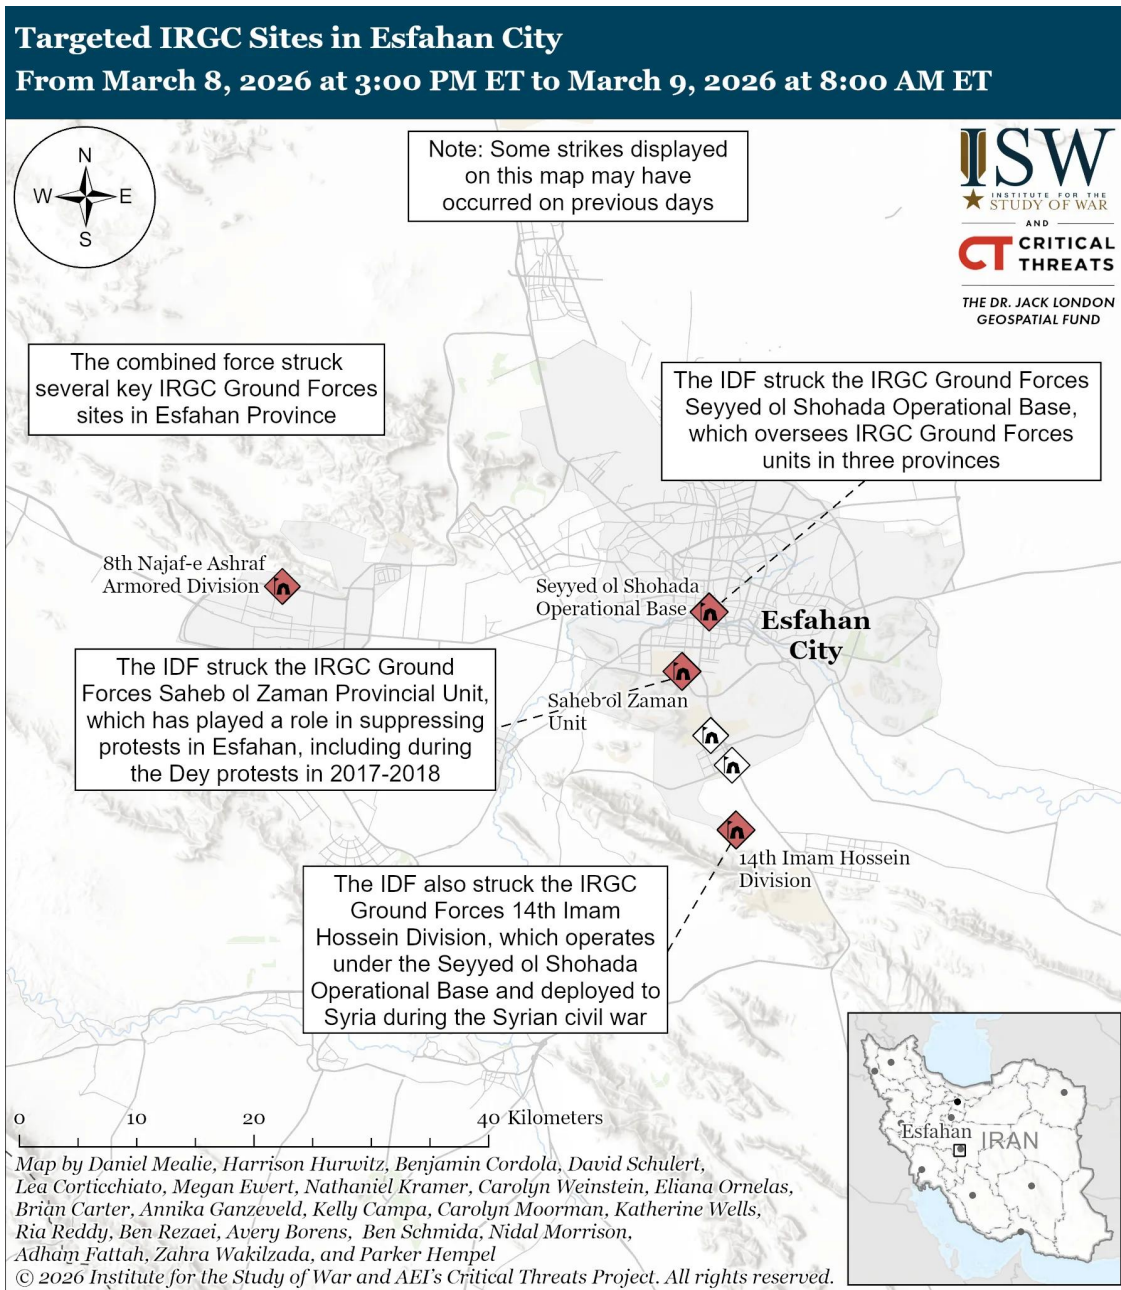 Targeted IRGC Sites in Esfahan City
From March 8, 2026 at 3:00 PM ET to March 9, 2026 at 8:00 AM ET
N
W
E
S
Note: Some strikes displayed
on this map may have
occurred on previous days
ISW
INSTITUTE FOR THE
STUDY OF WAR
AND
CT CRITICAL
THREATS
THE DR. JACK LONDON
GEOSPATIAL FUND
The combined force struck
several key IRGC Ground Forces
sites in Esfahan Province
The IDF struck the IRGC Ground Forces
Seyyed ol Shohada Operational Base,
which oversees IRGC Ground Forces
units in three provinces
8th Najaf-e Ashraf
Armored Division
Seyyed ol Shohada
Operational Base
Esfahan
City
The IDF struck the IRGC Ground
Forces Saheb ol Zaman Provincial Unit,
which has played a role in suppressing
protests in Esfahan, including during
the Dey protests in 2017-2018
Saheb ol Zaman
Unit
14th Imam Hossein
Division
The IDF also struck the IRGC
Ground Forces 14th Imam
Hossein Division, which operates
under the Seyyed ol Shohada
Operational Base and deployed to
Syria during the Syrian civil war
Esfahan
IRAN
0 10 20 40 Kilometers
Map by Daniel Mealie, Harrison Hurwitz, Benjamin Cordola, David Schulert,
Lea Corticchiato, Megan Ewert, Nathaniel Kramer, Carolyn Weinstein, Eliana Ornelas,
Brian Carter, Annika Ganzeveld, Kelly Campa, Carolyn Moorman, Katherine Wells,
Ria Reddy, Ben Rezaei, Avery Borens, Ben Schmida, Nidal Morrison,
Adham Fattah, Zahra Wakilzada, and Parker Hempel
© 2026 Institute for the Study of War and AEI's Critical Threats Project. All rights reserved.